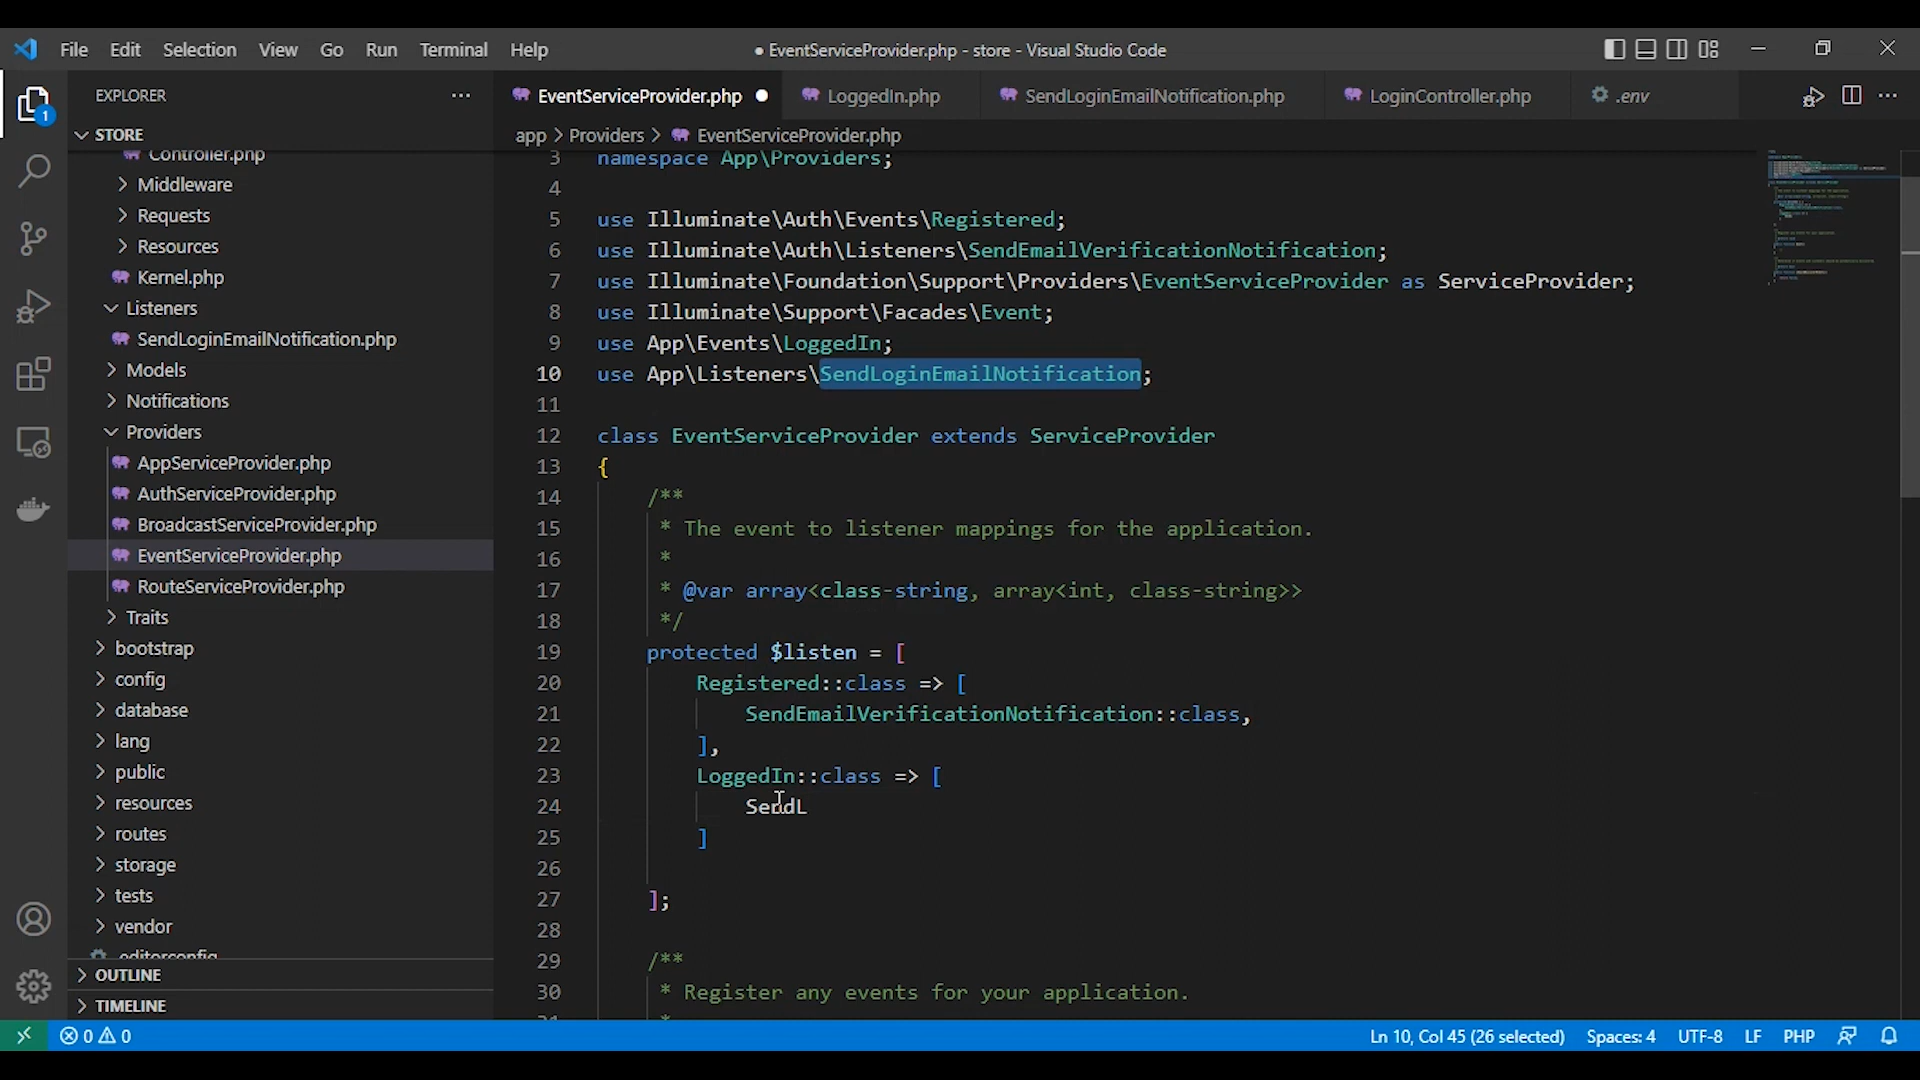 File Edit Selection View Go Run Terminal Help
● EventServiceProvider.php - store - Visual Studio Code
EXPLORER
EventServiceProvider.php
LoggedIn.php
SendLoginEmailNotification.php
LoginController.php
.env
STORE
app > Providers > EventServiceProvider.php
Controller.php
Middleware
Requests
Resources
Kernel.php
Listeners
SendLoginEmailNotification.php
Models
Notifications
Providers
AppServiceProvider.php
AuthServiceProvider.php
BroadcastServiceProvider.php
EventServiceProvider.php
RouteServiceProvider.php
Traits
bootstrap
config
database
lang
public
resources
routes
storage
tests
vendor
.editorconfig
OUTLINE
TIMELINE
1
3 namespace App\Providers;
4
5 use Illuminate\Auth\Events\Registered;
6 use Illuminate\Auth\Listeners\SendEmailVerificationNotification;
7 use Illuminate\Foundation\Support\Providers\EventServiceProvider as ServiceProvider;
8 use Illuminate\Support\Facades\Event;
9 use App\Events\LoggedIn;
10 use App\Listeners\SendLoginEmailNotification;
11
12 class EventServiceProvider extends ServiceProvider
13 {
14 /**
15 * The event to listener mappings for the application.
16 *
17 * @var array<class-string, array<int, class-string>>
18 */
19 protected $listen = [
20 Registered::class => [
21 SendEmailVerificationNotification::class,
22 ],
23 LoggedIn::class => [
24 SendL
25 ]
26
27 ];
28
29 /**
30 * Register any events for your application.
31 *
0 0
Ln 10, Col 45 (26 selected) Spaces: 4 UTF-8 LF PHP